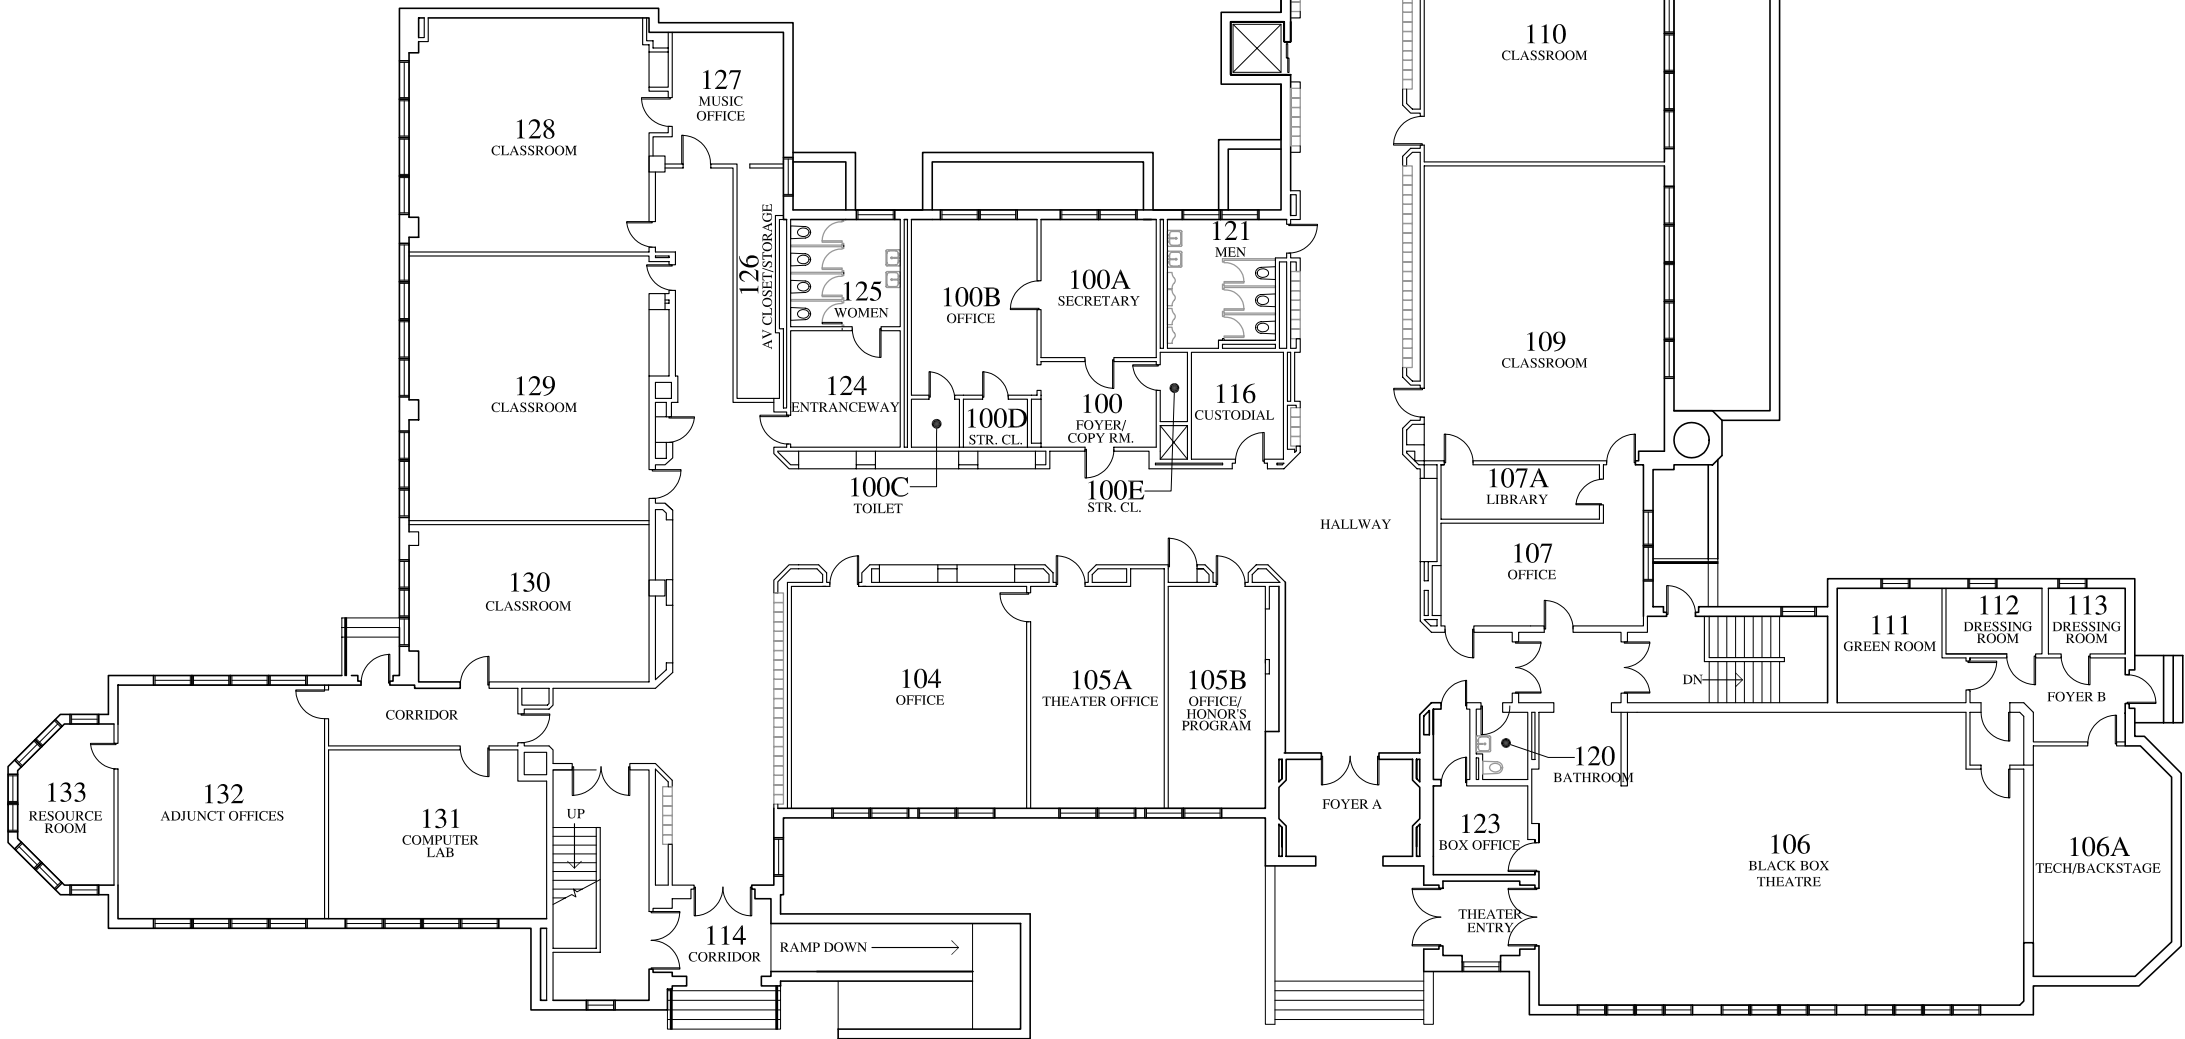 110
CLASSROOM
127
MUSIC
OFFICE
128
CLASSROOM
126
AV CLOSET/STORAGE
125
WOMEN
124
ENTRANCEWAY
100B
OFFICE
100A
SECRETARY
121
MEN
100D
STR. CL.
100
FOYER/
COPY RM.
116
CUSTODIAL
109
CLASSROOM
129
CLASSROOM
100C
TOILET
100E
STR. CL.
107A
LIBRARY
HALLWAY
107
OFFICE
130
CLASSROOM
111
GREEN ROOM
112
DRESSING
ROOM
113
DRESSING
ROOM
104
OFFICE
105A
THEATER OFFICE
105B
OFFICE/
HONOR'S
PROGRAM
DN
FOYER B
CORRIDOR
133
RESOURCE
ROOM
132
ADJUNCT OFFICES
131
COMPUTER
LAB
UP
FOYER A
120
BATHROOM
123
BOX OFFICE
106
BLACK BOX
THEATRE
106A
TECH/BACKSTAGE
THEATER
ENTRY
114
CORRIDOR
RAMP DOWN